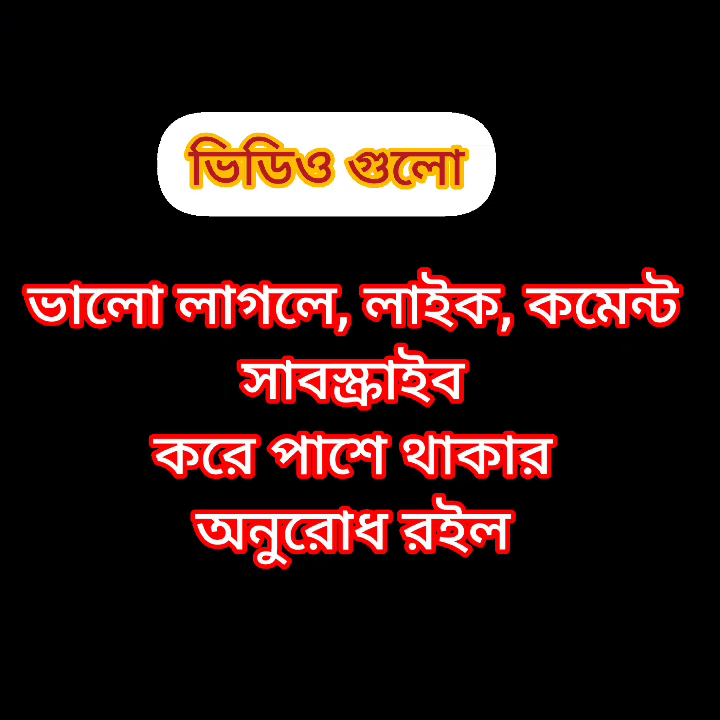 ভিডিও গুলো
ভালো লাগলে, লাইক, কমেন্ট
সাবস্ক্রাইব
করে পাশে থাকার
অনুরোধ রইল